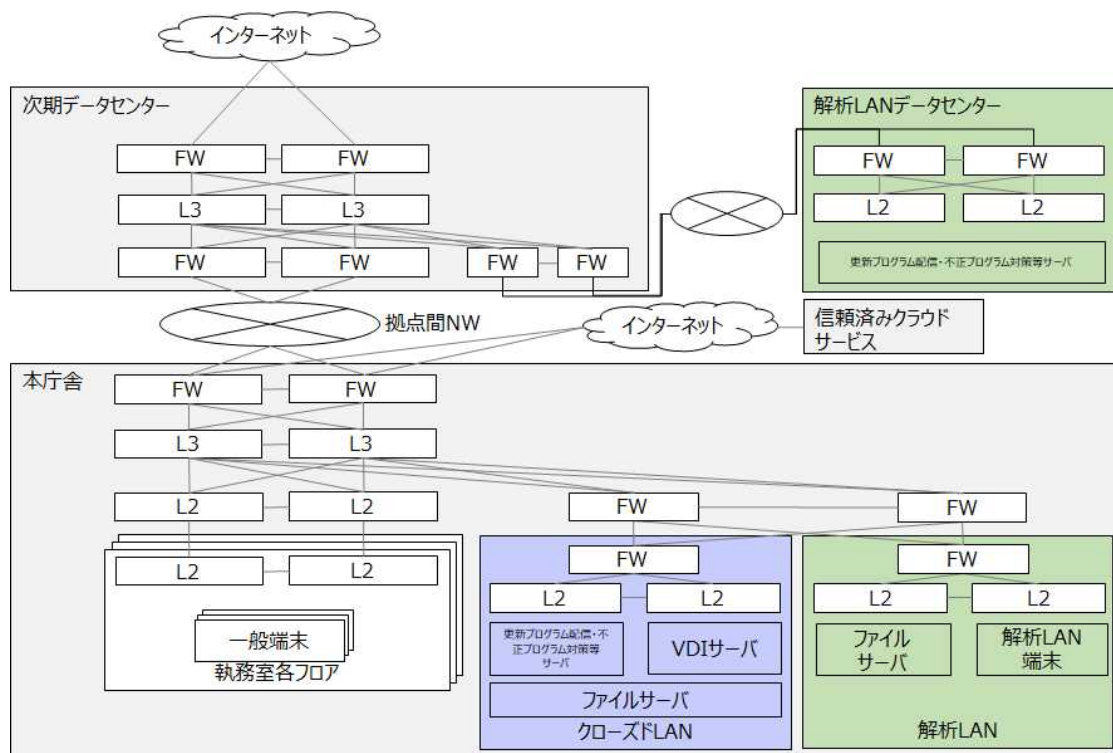 インターネット
次期データセンター
解析LANデータセンター
FW
FW
FW
FW
L3
L3
L2
L2
FW
FW
FW
FW
更新プログラム配信・不正プログラム対策等サーバ
拠点間NW
インターネット
信頼済みクラウド
サービス
本庁舎
FW
FW
L3
L3
L2
L2
FW
FW
L2
L2
FW
FW
L2
L2
L2
L2
一般端末
執務室各フロア
更新プログラム配信・不
正プログラム対策等
サーバ
VDIサーバ
ファイルサーバ
クローズドLAN
ファイル
サーバ
解析LAN
端末
解析LAN